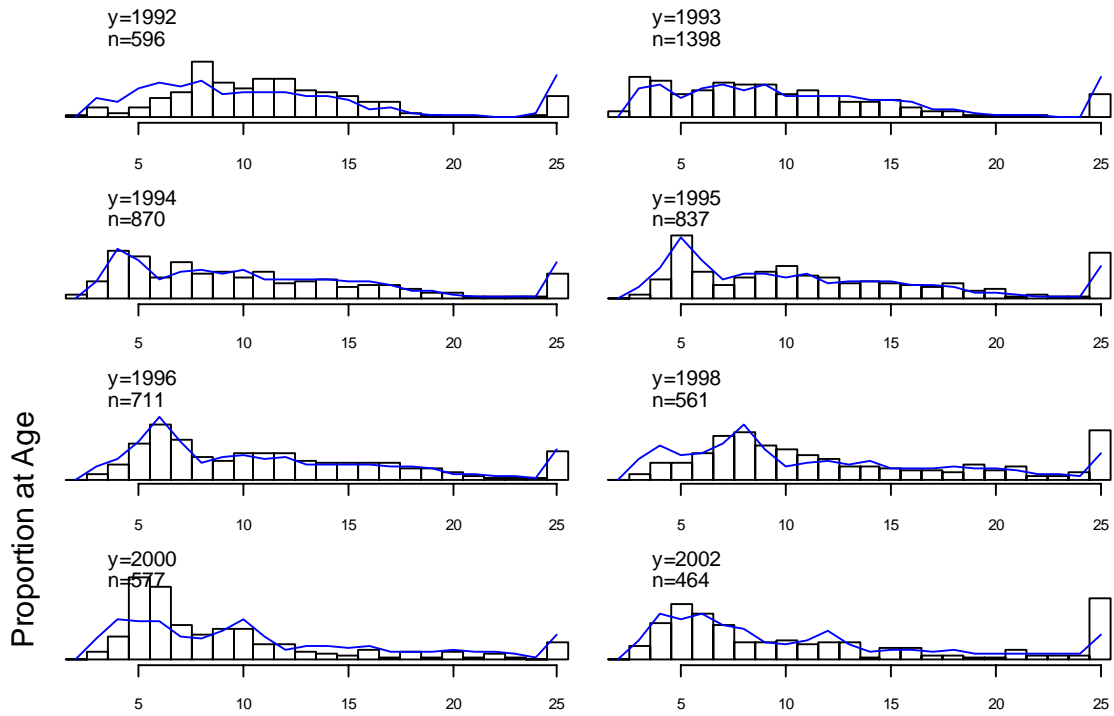 y=1992
n=596
5 10 15 20 25
y=1993
n=1398
5 10 15 20 25
y=1994
n=870
5 10 15 20 25
y=1995
n=837
5 10 15 20 25
y=1996
n=711
5 10 15 20 25
y=1998
n=561
5 10 15 20 25
y=2000
n=577
5 10 15 20 25
y=2002
n=464
5 10 15 20 25
Proportion at Age